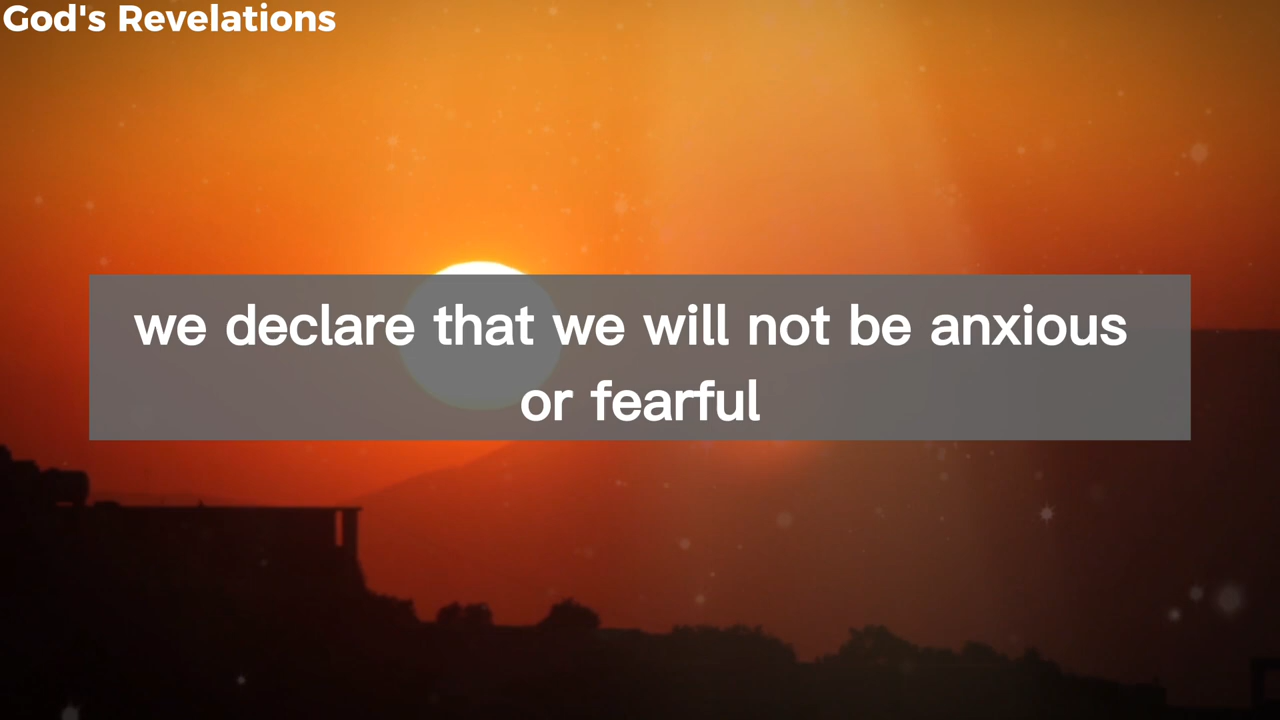 God's Revelations
we declare that we will not be anxious
or fearful